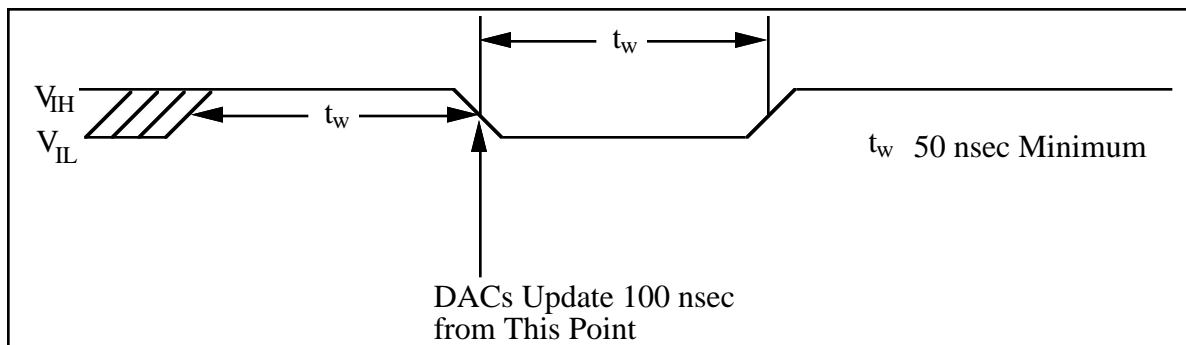 t_w
V_IH
t_w
V_IL
t_w 50 nsec Minimum
DACs Update 100 nsec
from This Point